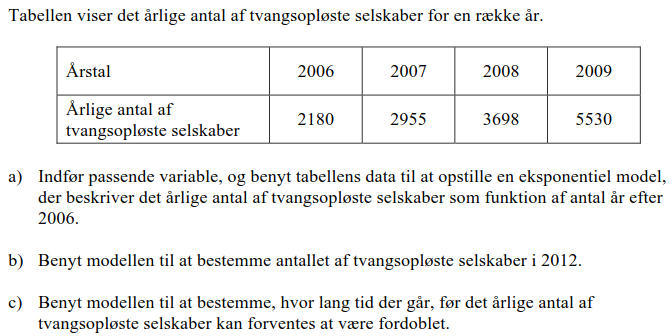 Tabellen viser det årlige antal af tvangsopløste selskaber for en række år.
Årstal 2006 2007 2008 2009
Årlige antal af
tvangsopløste selskaber 2180 2955 3698 5530
a) Indfør passende variable, og benyt tabellens data til at opstille en eksponentiel model,
der beskriver det årlige antal af tvangsopløste selskaber som funktion af antal år efter
2006.
b) Benyt modellen til at bestemme antallet af tvangsopløste selskaber i 2012.
c) Benyt modellen til at bestemme, hvor lang tid der går, før det årlige antal af
tvangsopløste selskaber kan forventes at være fordoblet.